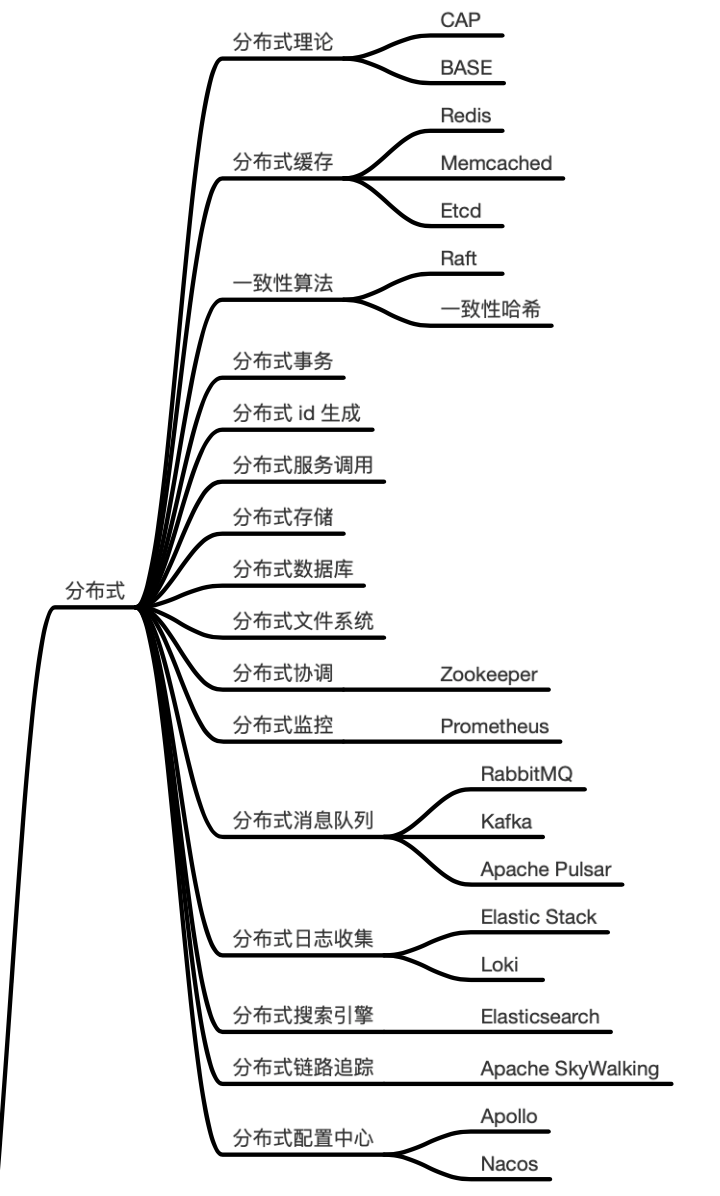 分布式
分布式理论
CAP
BASE
分布式缓存
Redis
Memcached
Etcd
一致性算法
Raft
一致性哈希
分布式事务
分布式 id 生成
分布式服务调用
分布式存储
分布式数据库
分布式文件系统
分布式协调
Zookeeper
分布式监控
Prometheus
分布式消息队列
RabbitMQ
Kafka
Apache Pulsar
分布式日志收集
Elastic Stack
Loki
分布式搜索引擎
Elasticsearch
分布式链路追踪
Apache SkyWalking
分布式配置中心
Apollo
Nacos